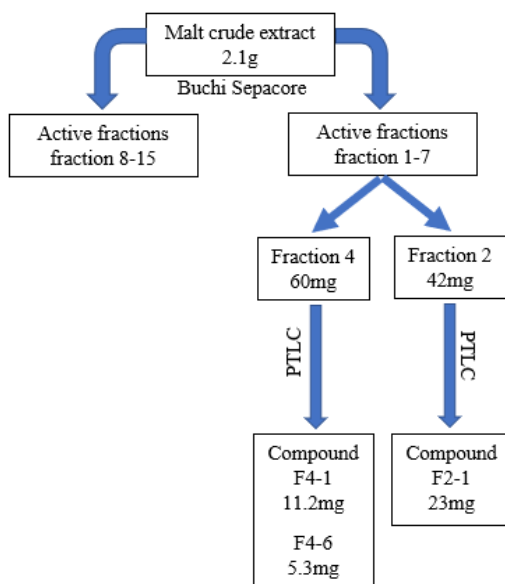 Malt crude extract
2.1g
Buchi Sepacore
Active fractions
fraction 8-15
Active fractions
fraction 1-7
Fraction 4
60mg
Fraction 2
42mg
PTLC
PTLC
Compound
F4-1
11.2mg
F4-6
5.3mg
Compound
F2-1
23mg